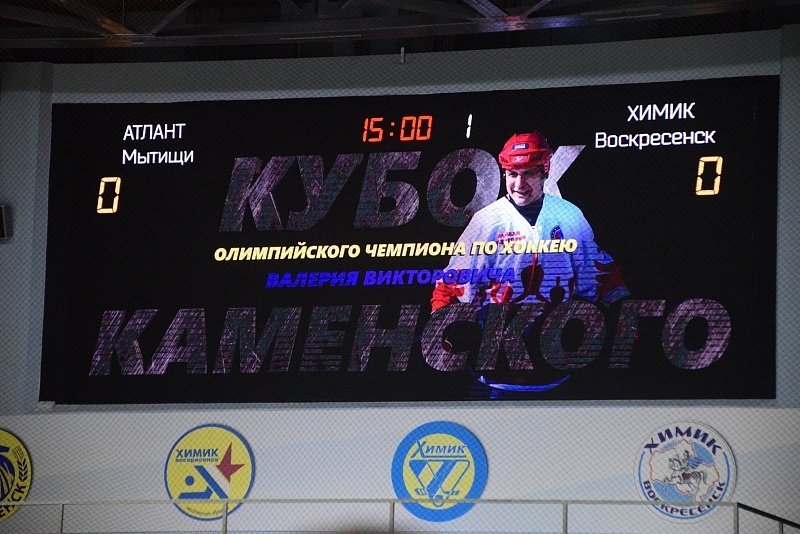 АТЛАНТ
Мытищи
0
15:00 1
ХИМИК
Воскресенск
0
КУБОК
ОЛИМПИЙСКОГО ЧЕМПИОНА ПО ХОККЕЮ
ВАЛЕРИЯ ВИКТОРОВИЧА
КАМЕНСКОГО
ХИМИК
воскресенск
Химик
ХИМИК
ВОСКРЕСЕНСК